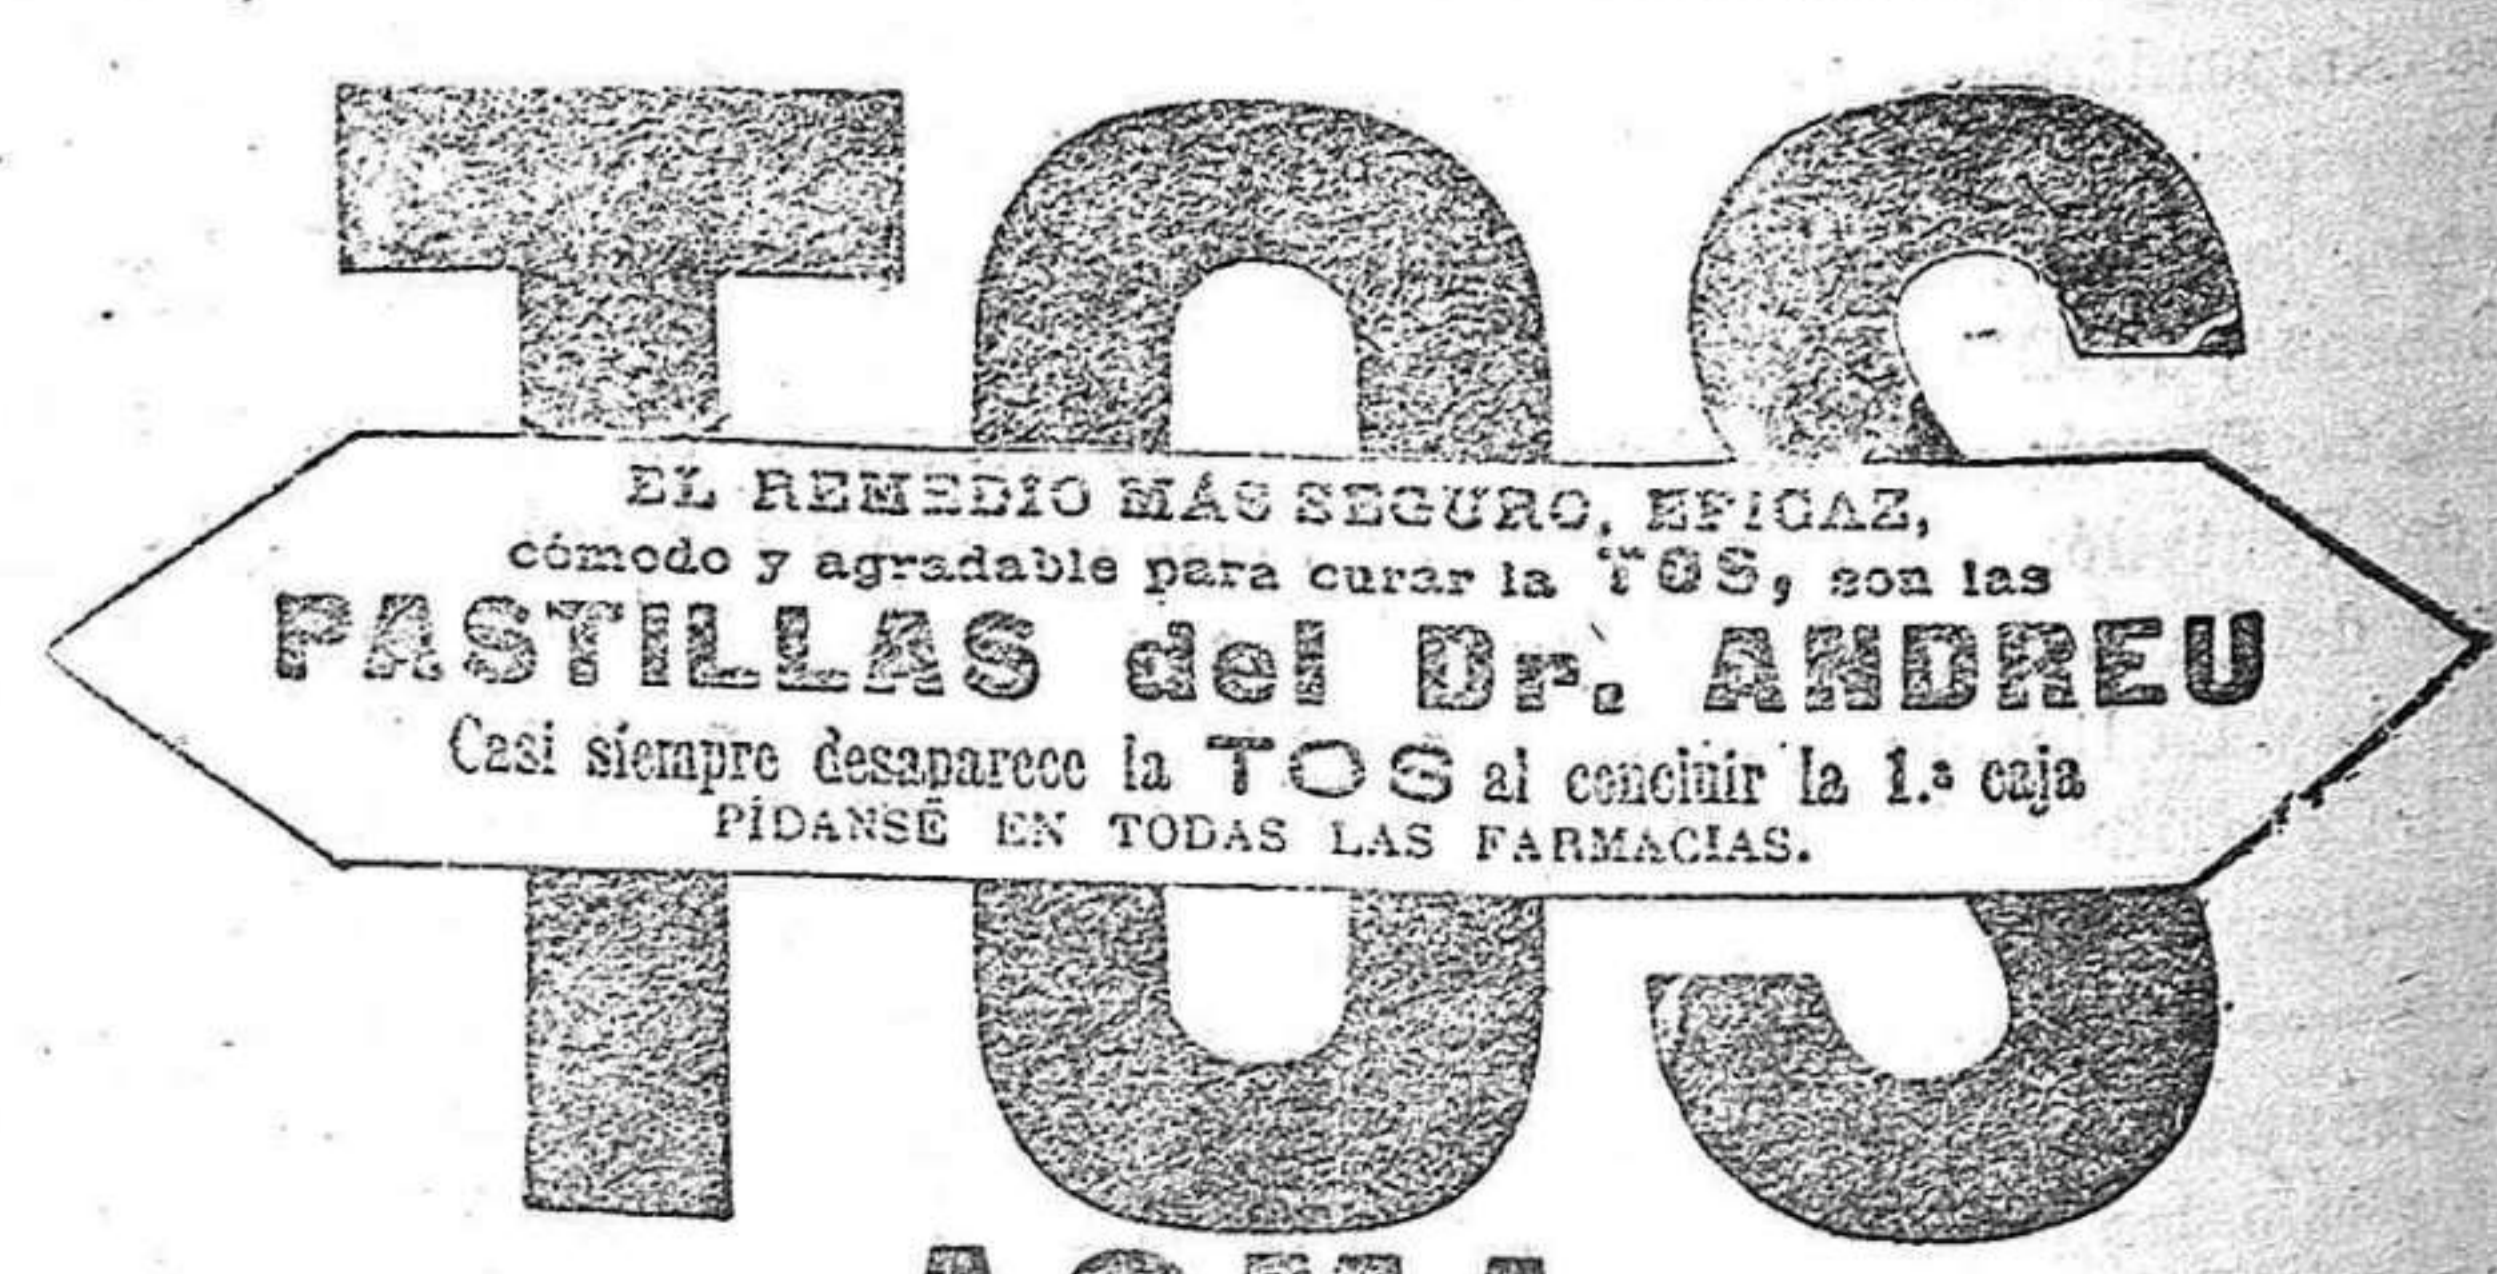 TOS
EL REMEDIO MÁS SEGURO, EFICAZ,
cómodo y agradable para curar la TOS, son las
PASTILLAS del Dr. ANDREU
Casi siempre desaparece la TOS al concluir la 1.ª caja
PÍDANSE EN TODAS LAS FARMACIAS.